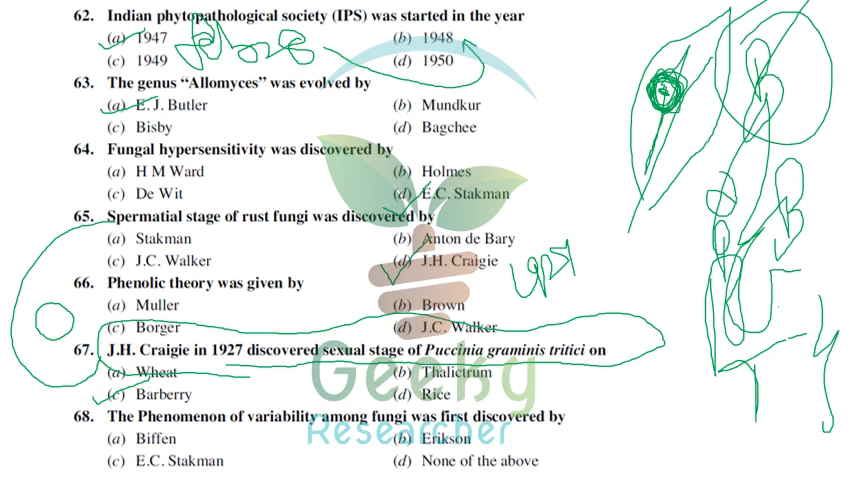 62. Indian phytopathological society (IPS) was started in the year
(a) 1947 (b) 1948
(c) 1949 (d) 1950
63. The genus “Allomyces” was evolved by
(a) E. J. Butler (b) Mundkur
(c) Bisby (d) Bagchee
64. Fungal hypersensitivity was discovered by
(a) H M Ward (b) Holmes
(c) De Wit (d) E.C. Stakman
65. Spermatial stage of rust fungi was discovered by
(a) Stakman (b) Anton de Bary
(c) J.C. Walker (d) J.H. Craigie
66. Phenolic theory was given by
(a) Muller (b) Brown
(c) Borger (d) J.C. Walker
67. J.H. Craigie in 1927 discovered sexual stage of Puccinia graminis tritici on
(a) Wheat (b) Thalictrum
(c) Barberry (d) Rice
68. The Phenomenon of variability among fungi was first discovered by
(a) Biffen (b) Erikson
(c) E.C. Stakman (d) None of the above
Geeky
Researcher